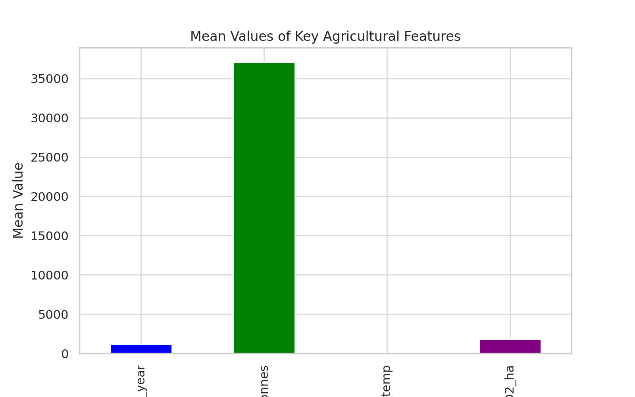 Mean Values of Key Agricultural Features
Mean Value
35000
30000
25000
20000
15000
10000
5000
0
_year
onnes
temp
02_ha